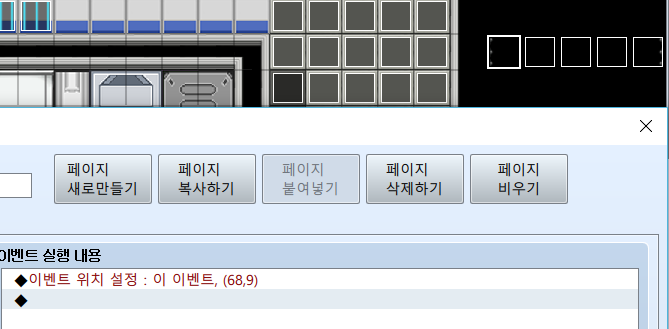 페이지
새로만들기
페이지
복사하기
페이지
붙여넣기
페이지
삭제하기
페이지
비우기
이벤트 실행 내용
◆이벤트 위치 설정 : 이 이벤트, (68,9)
◆